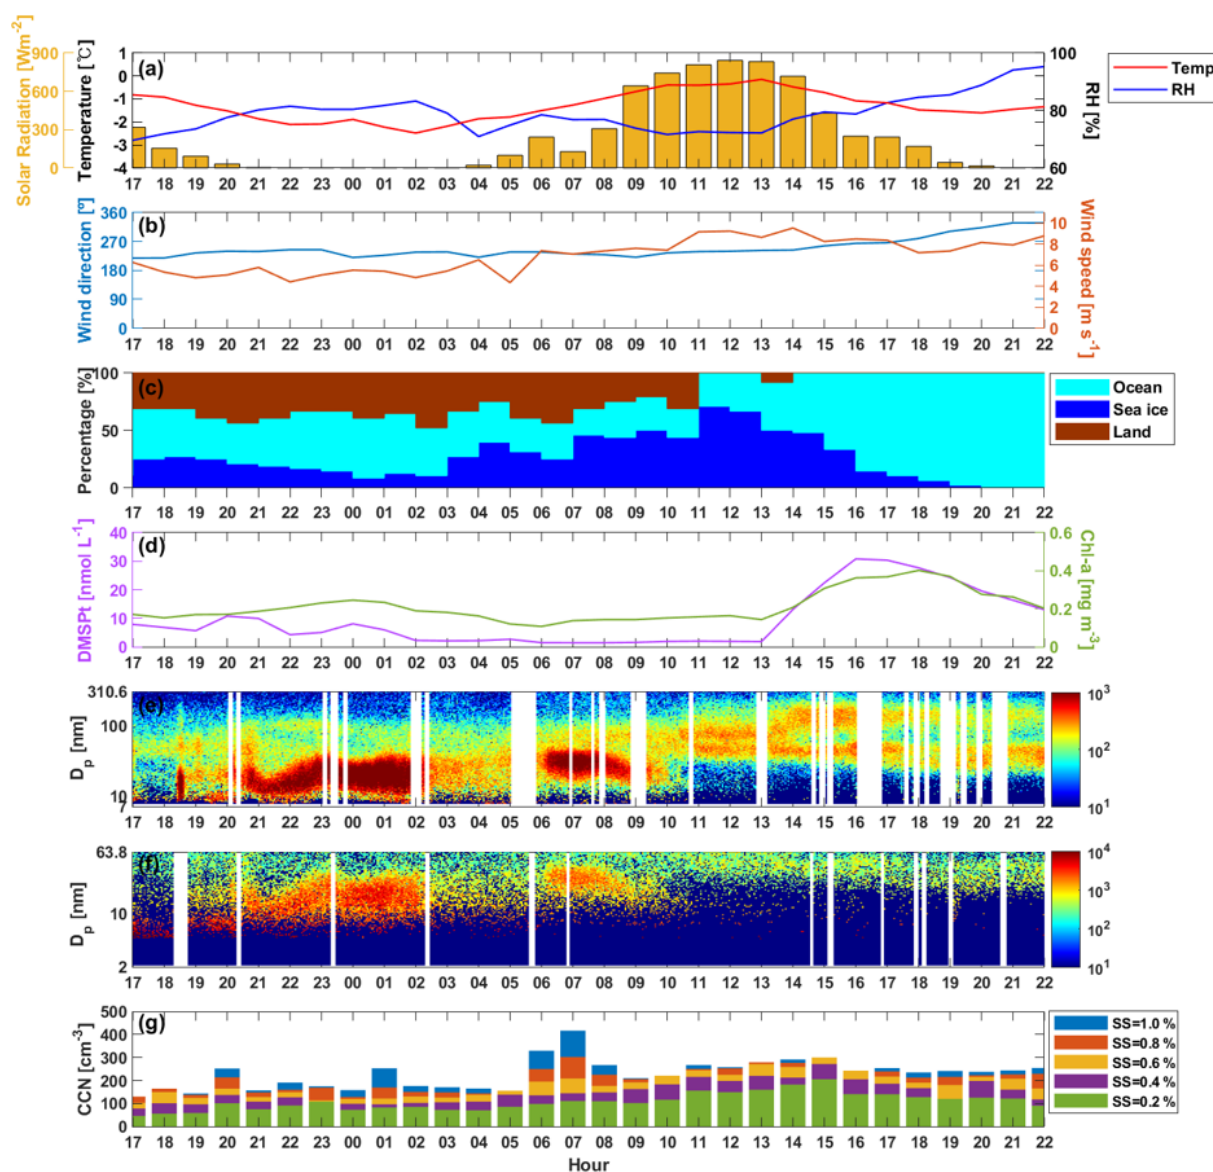 (a)
Solar Radiation [Wm-2]
900
600
300
0
Temperature [℃]
1
0
-1
-2
-3
-4
100
80
60
RH [%]
Temp
RH
17 18 19 20 21 22 23 00 01 02 03 04 05 06 07 08 09 10 11 12 13 14 15 16 17 18 19 20 21 22
(b)
Wind direction [º]
360
270
180
90
0
10
8
6
4
2
0
Wind speed [m s-1]
17 18 19 20 21 22 23 00 01 02 03 04 05 06 07 08 09 10 11 12 13 14 15 16 17 18 19 20 21 22
(c)
Percentage [%]
100
50
0
Ocean
Sea ice
Land
17 18 19 20 21 22 23 00 01 02 03 04 05 06 07 08 09 10 11 12 13 14 15 16 17 18 19 20 21 22
(d)
DMSPt [nmol L-1]
40
30
20
10
0
0.6
0.4
0.2
0
Chl-a [mg m-3]
17 18 19 20 21 22 23 00 01 02 03 04 05 06 07 08 09 10 11 12 13 14 15 16 17 18 19 20 21 22
(e)
Dp [nm]
310.6
100
10
7
103
102
101
17 18 19 20 21 22 23 00 01 02 03 04 05 06 07 08 09 10 11 12 13 14 15 16 17 18 19 20 21 22
(f)
Dp [nm]
63.8
10
2
104
103
102
101
17 18 19 20 21 22 23 00 01 02 03 04 05 06 07 08 09 10 11 12 13 14 15 16 17 18 19 20 21 22
(g)
CCN [cm-3]
500
400
300
200
100
0
SS=1.0 %
SS=0.8 %
SS=0.6 %
SS=0.4 %
SS=0.2 %
17 18 19 20 21 22 23 00 01 02 03 04 05 06 07 08 09 10 11 12 13 14 15 16 17 18 19 20 21 22
Hour